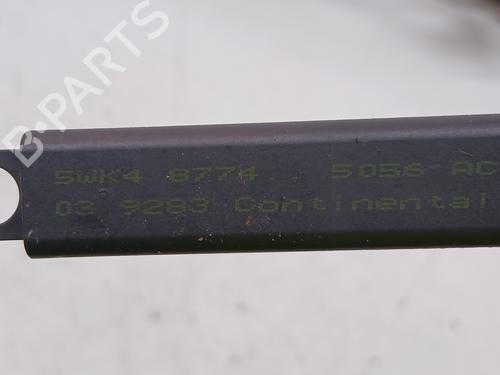 B-PARTS
5WK4 8774.. 5056 AC
03 9283 Continental